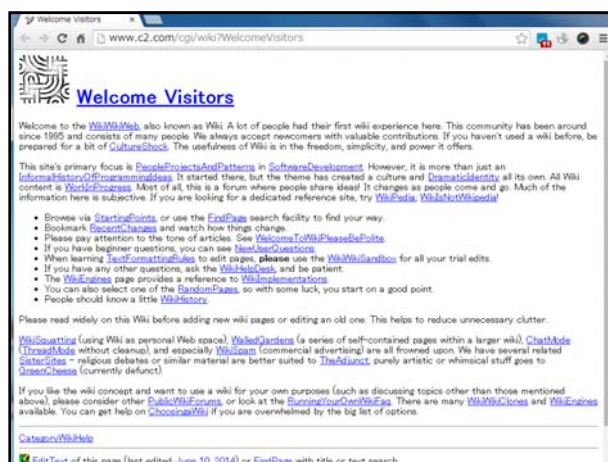 Welcome Visitors
www.c2.com/cgi/wiki?WelcomeVisitors
Welcome Visitors
Welcome to the WikiWikiWeb, also known as Wiki. A lot of people had their first wiki experience here. This community has been around
since 1995 and consists of many people. We always accept newcomers with valuable contributions. If you haven't used a wiki before, be
prepared for a bit of CultureShock. The usefulness of Wiki is in the freedom, simplicity, and power it offers.
This site's primary focus is PeopleProjectsAndPatterns in SoftwareDevelopment. However, it is more than just an
InformalHistoryOfProgrammingIdeas. It started there, but the theme has created a culture and DramaticIdentity all its own. All Wiki
content is WorkInProgress. Most of all, this is a forum where people share ideas! It changes as people come and go. Much of the
information here is subjective. If you are looking for a dedicated reference site, try WikiPedia; WikiIsNotWikipedia!
• Browse via StartingPoints, or use the FindPage search facility to find your way.
• Bookmark RecentChanges and watch how things change.
• Please pay attention to the tone of articles. See WelcomeToWikiPleaseBePolite.
• If you have beginner questions, you can see NewUserQuestions.
• When learning TextFormattingRules to edit pages, please use the WikiWikiSandbox for all your trial edits.
• If you have any other questions, ask the WikiHelpDesk, and be patient.
• The WikiEngines page provides a reference to WikiImplementations.
• You can also select one of the RandomPages, so with some luck, you start on a good point.
• People should know a little WikiHistory.
Please read widely on this Wiki before adding new wiki pages or editing an old one. This helps to reduce unnecessary clutter.
WikiSquatting (using Wiki as personal Web space), WalledGardens (a series of self-contained pages within a larger wiki), ChatMode
(ThreadMode without cleanup), and especially WikiSpam (commercial advertising) are all frowned upon. We have several related
SisterSites - religious debates or similar material are better suited to TheAdjunct, purely artistic or whimsical stuff goes to
GreenCheese (currently defunct).
If you like the wiki concept and want to use a wiki for your own purposes (such as discussing topics other than those mentioned
above), please consider other PublicWikiForums, or look at the RunningYourOwnWikiFaq. There are many WikiWikiClones and WikiEngines
available. You can get help on ChoosingaWiki if you are overwhelmed by the big list of options.
CategoryWikiHelp
EditText of this page (last edited June 10, 2014) or FindPage with title or text search